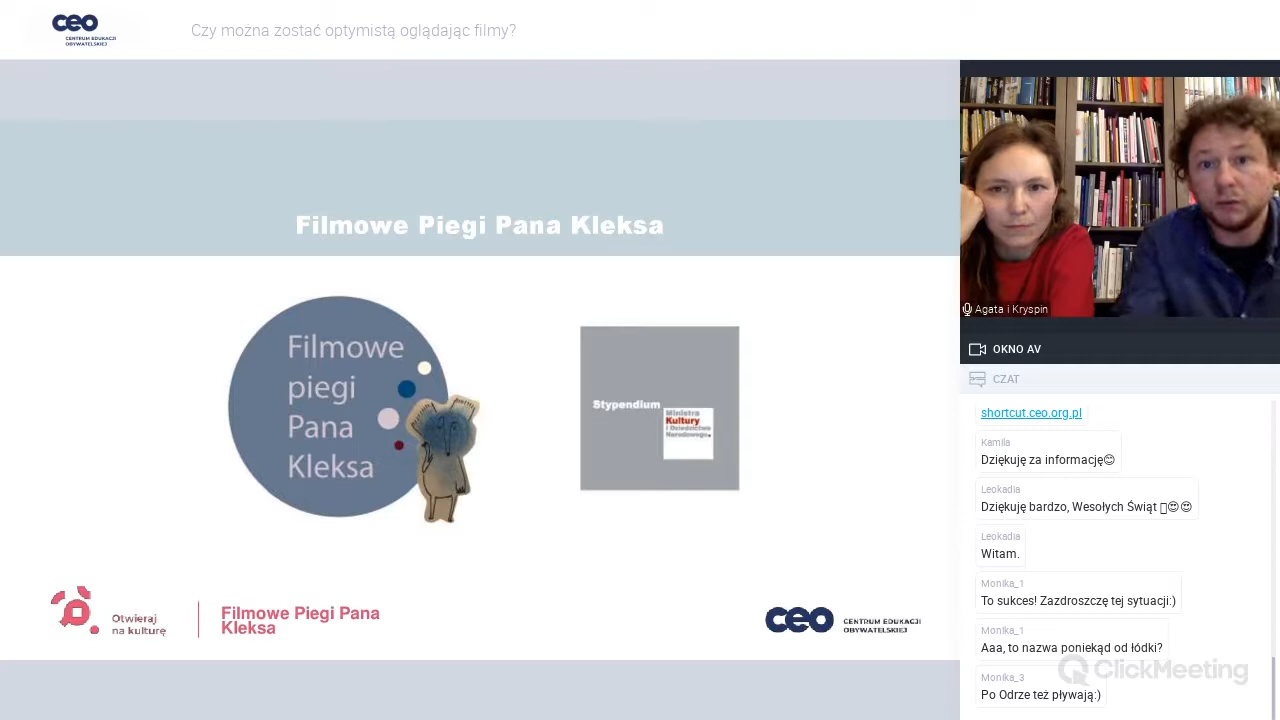 ceo
CENTRUM EDUKACJI
OBYWATELSKIEJ
Czy można zostać optymistą oglądając filmy?
Filmowe Piegi Pana Kleksa
Filmowe
piegi
Pana
Kleksa
Stypendium
Ministra
Kultury
i Dziedzictwa
Narodowego.
Otwieraj
na kulturę
Filmowe Piegi Pana
Kleksa
ceo
CENTRUM EDUKACJI
OBYWATELSKIEJ
Agata i Kryspin
OKNO AV
CZAT
shortcut.ceo.org.pl
Kamila
Dziękuję za informację😊
Leokadia
Dziękuję bardzo, Wesołych Świąt 😍😍
Leokadia
Witam.
Monika_1
To sukces! Zazdroszczę tej sytuacji:)
Monika_1
Aaa, to nazwa poniekąd od łódki?
Monika_3
Po Odrze też pływają:)
ClickMeeting